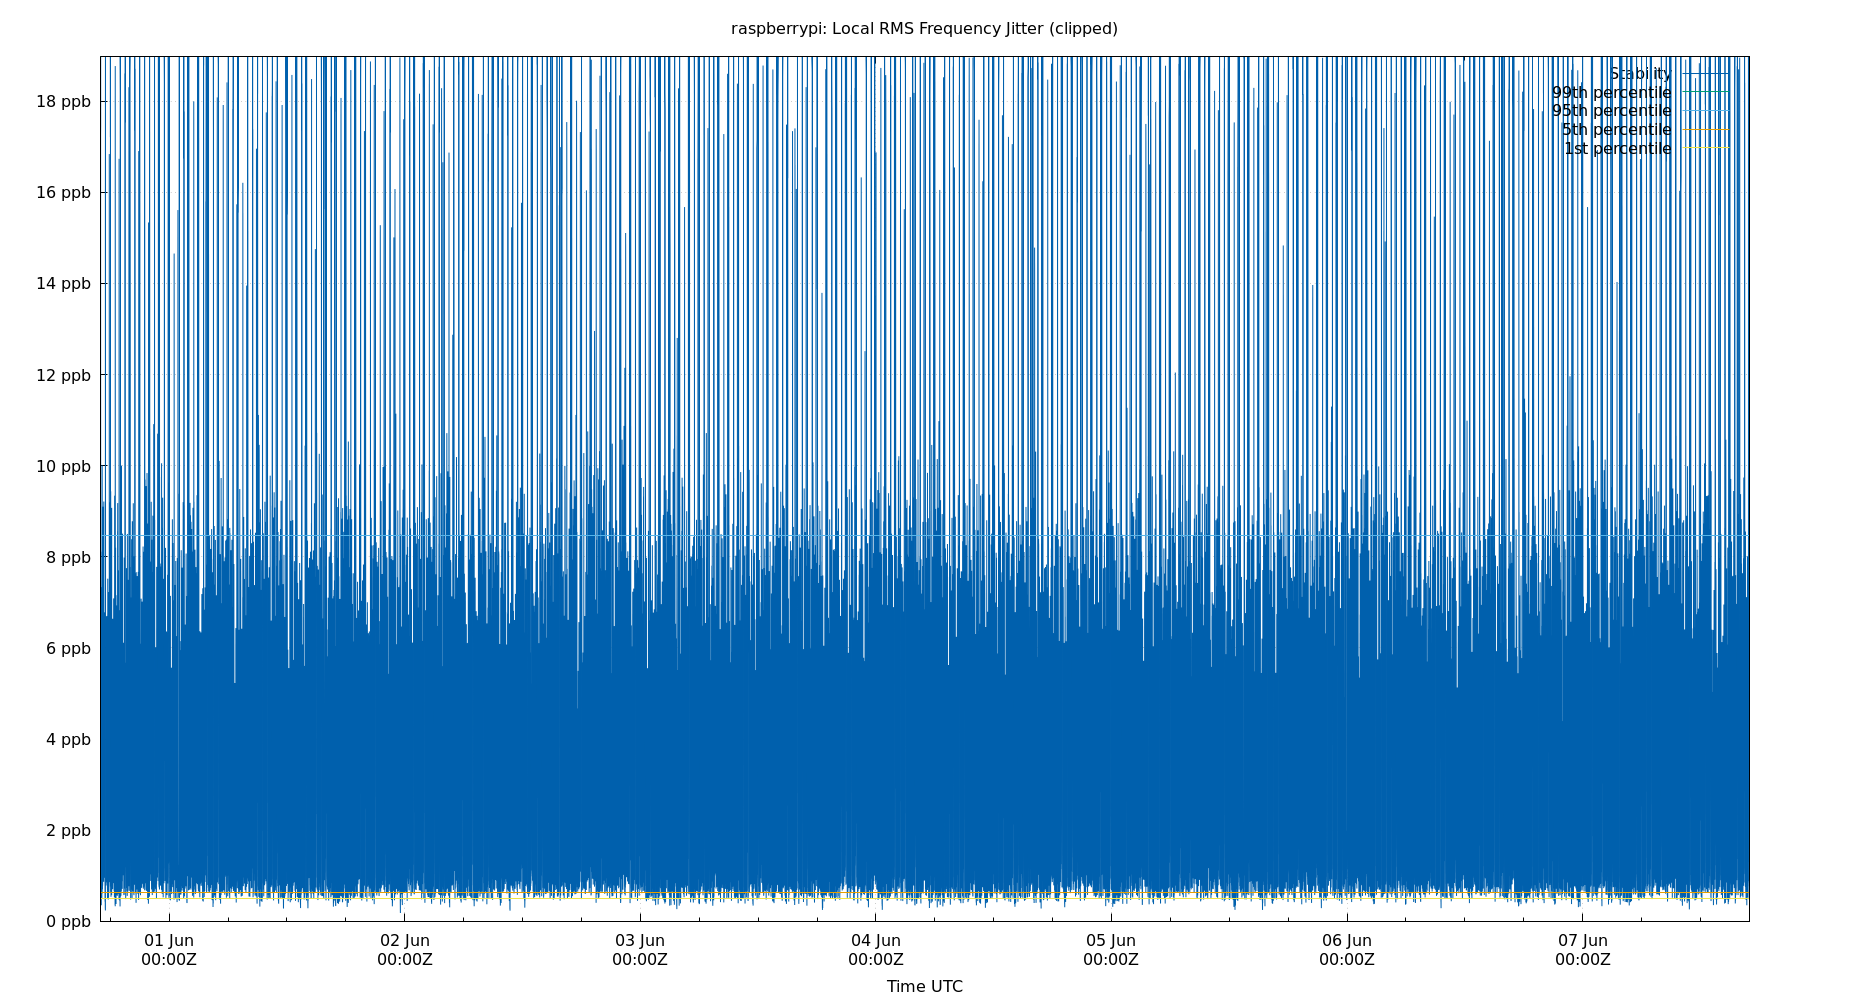 raspberrypi: Local RMS Frequency Jitter (clipped)
Stability
99th percentile
95th percentile
5th percentile
1st percentile
18 ppb
16 ppb
14 ppb
12 ppb
10 ppb
8 ppb
6 ppb
4 ppb
2 ppb
0 ppb
01 Jun 02 Jun 03 Jun 04 Jun 05 Jun 06 Jun 07 Jun
00:00Z 00:00Z 00:00Z 00:00Z 00:00Z 00:00Z 00:00Z
Time UTC